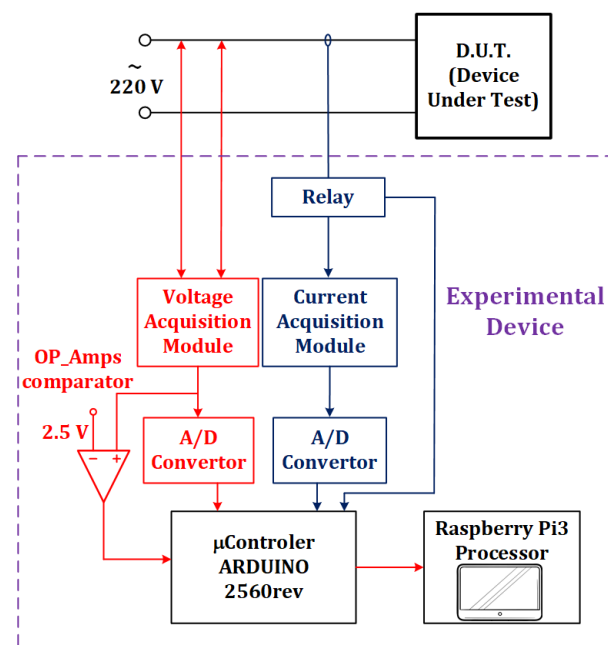 D.U.T.
(Device
Under Test)
~
220 V
Relay
Experimental
Device
Voltage
Acquisition
Module
Current
Acquisition
Module
OP_Amps
comparator
2.5 V
− +
A/D
Convertor
A/D
Convertor
μControler
ARDUINO
2560rev
Raspberry Pi3
Processor